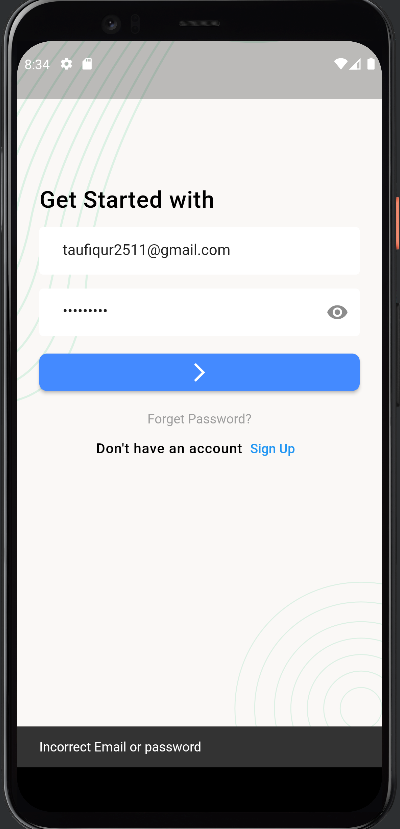 8:34
Get Started with
taufiqur2511@gmail.com
•••••••••
Forget Password?
Don't have an account Sign Up
Incorrect Email or password